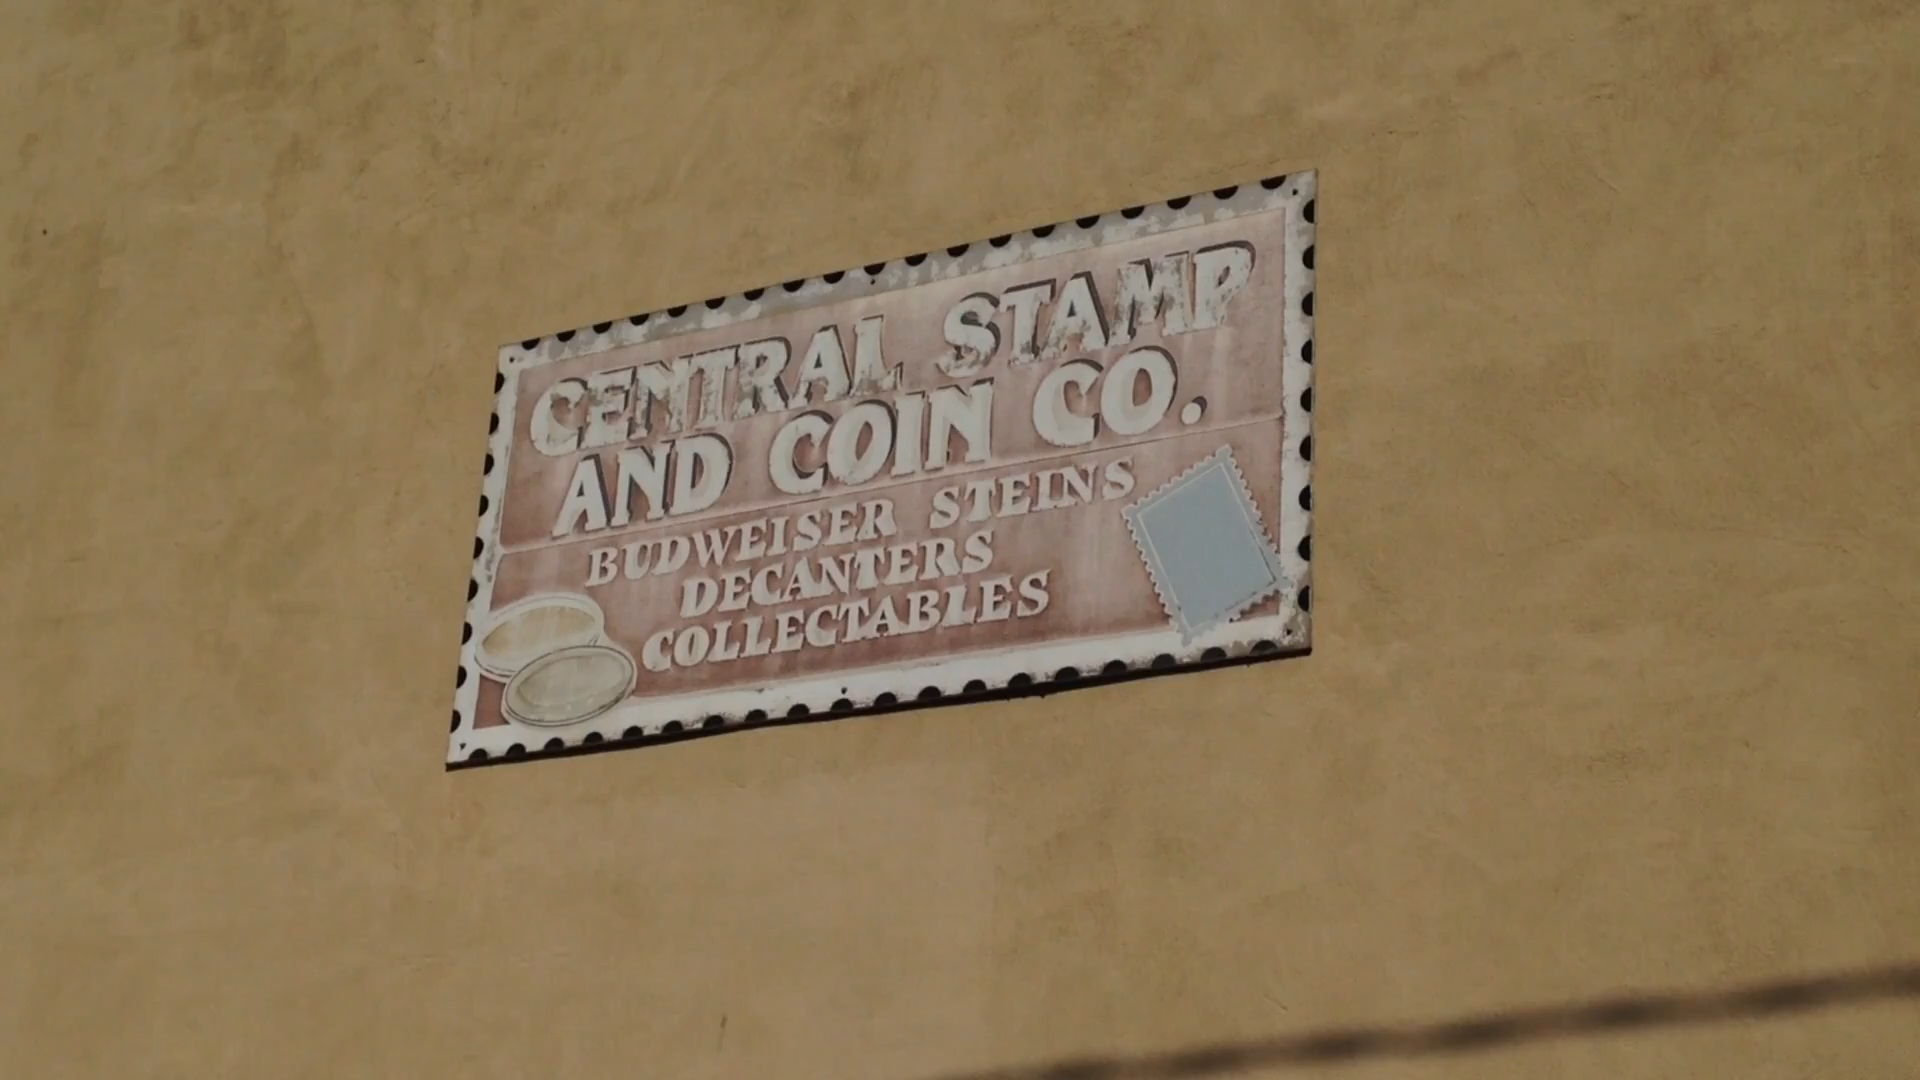 CENTRAL STAMP
AND COIN CO.
BUDWEISER STEINS
DECANTERS
COLLECTABLES